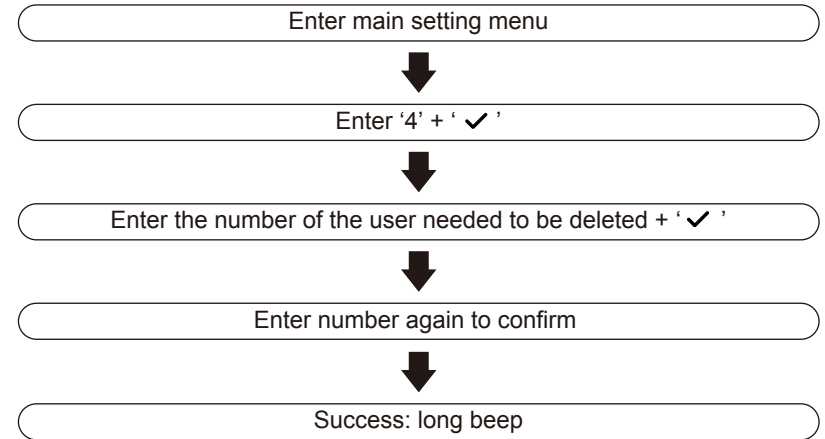 Enter main setting menu
Enter ‘4’ + ‘ ✓ ’
Enter the number of the user needed to be deleted + ‘ ✓ ’
Enter number again to confirm
Success: long beep